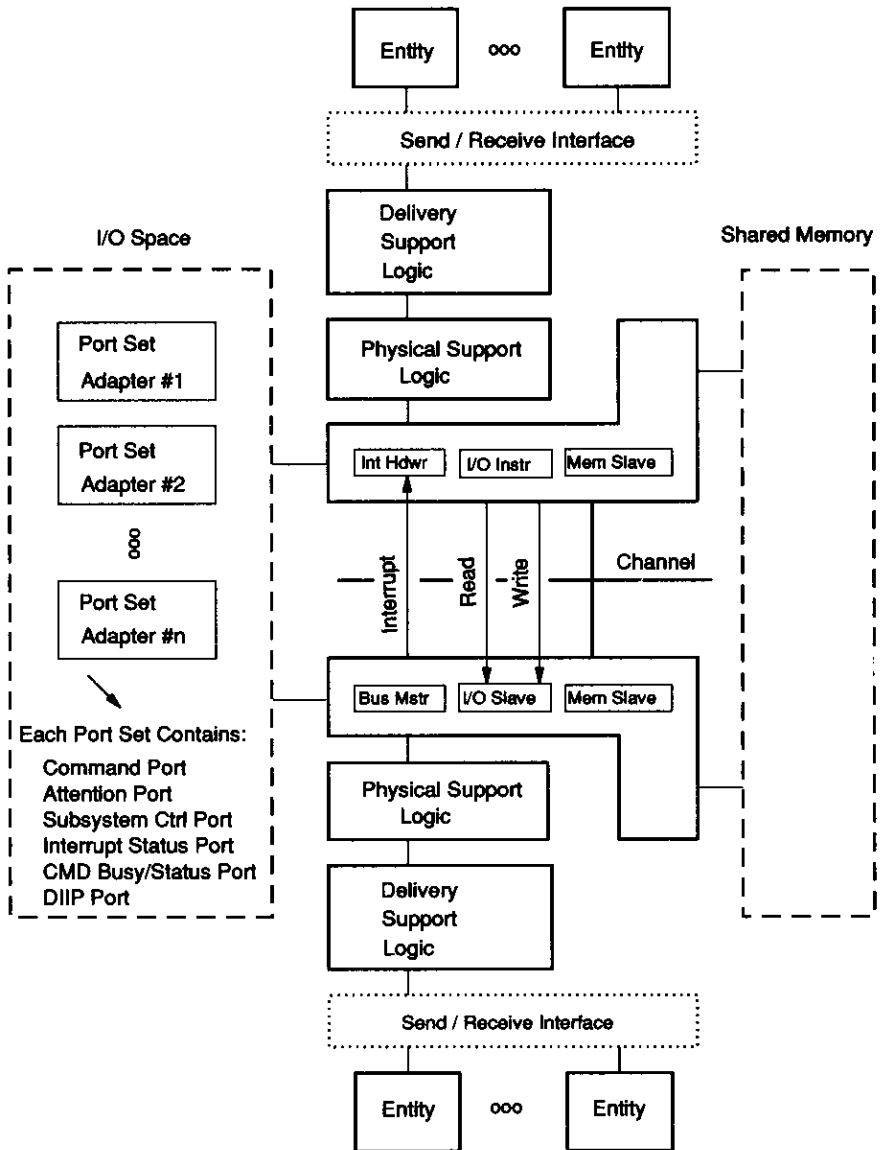 Entity ooo Entity
Send / Receive Interface
Delivery
Support
Logic
I/O Space
Shared Memory
Port Set
Adapter #1
Physical Support
Logic
Port Set
Adapter #2
Int Hdwr I/O Instr Mem Slave
ooo
Interrupt
Read
Write
Channel
Port Set
Adapter #n
Bus Mstr I/O Slave Mem Slave
Each Port Set Contains:
Command Port
Attention Port
Subsystem Ctrl Port
Interrupt Status Port
CMD Busy/Status Port
DIIP Port
Physical Support
Logic
Delivery
Support
Logic
Send / Receive Interface
Entity ooo Entity